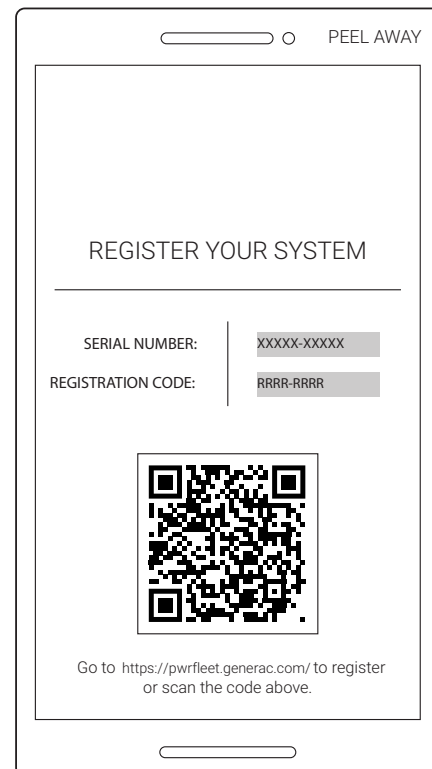 PEEL AWAY
REGISTER YOUR SYSTEM
SERIAL NUMBER: XXXXX-XXXXX
REGISTRATION CODE: RRRR-RRRR
Go to https://pwrfleet.generac.com/ to register
or scan the code above.